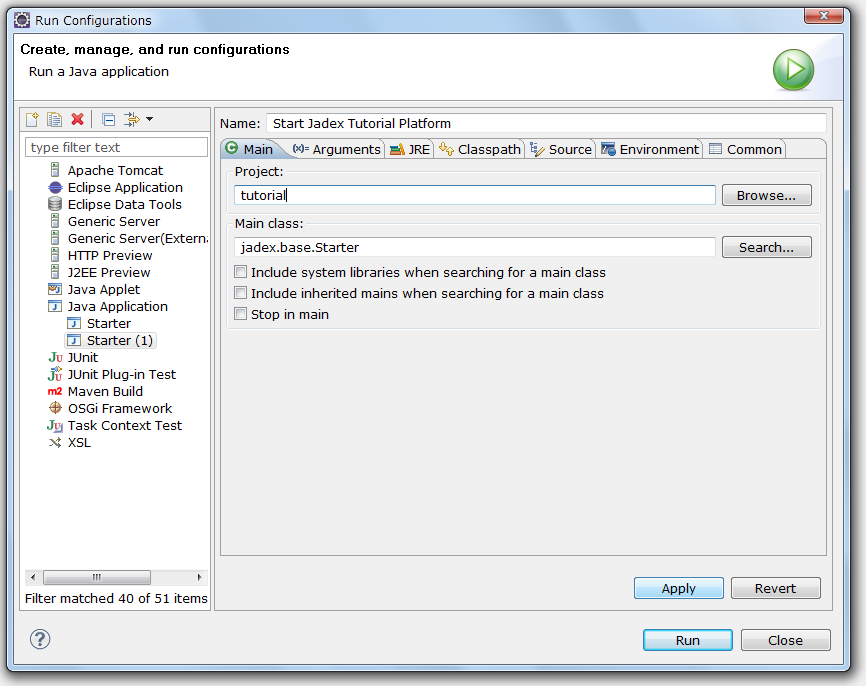 Run Configurations
Create, manage, and run configurations
Run a Java application
type filter text
Apache Tomcat
Eclipse Application
Eclipse Data Tools
Generic Server
Generic Server(Externa
HTTP Preview
J2EE Preview
Java Applet
Java Application
Starter
Starter (1)
JUnit
JUnit Plug-in Test
Maven Build
OSGi Framework
Task Context Test
XSL
Filter matched 40 of 51 items
Name: Start Jadex Tutorial Platform
Main (x)= Arguments JRE Classpath Source Environment Common
Project:
tutorial Browse...
Main class:
jadex.base.Starter Search...
Include system libraries when searching for a main class
Include inherited mains when searching for a main class
Stop in main
Apply Revert
? Run Close